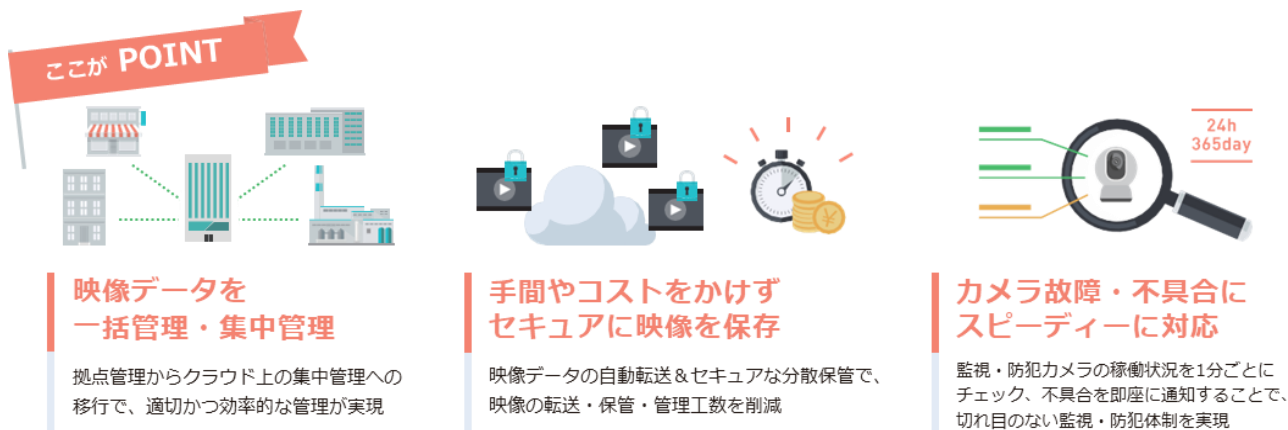 ここが POINT
24h
365day
映像データを
一括管理・集中管理
拠点管理からクラウド上の集中管理への
移行で、適切かつ効率的な管理が実現
手間やコストをかけず
セキュアに映像を保存
映像データの自動転送＆セキュアな分散保管で、
映像の転送・保管・管理工数を削減
カメラ故障・不具合に
スピーディーに対応
監視・防犯カメラの稼働状況を1分ごとに
チェック、不具合を即座に通知することで、
切れ目のない監視・防犯体制を実現